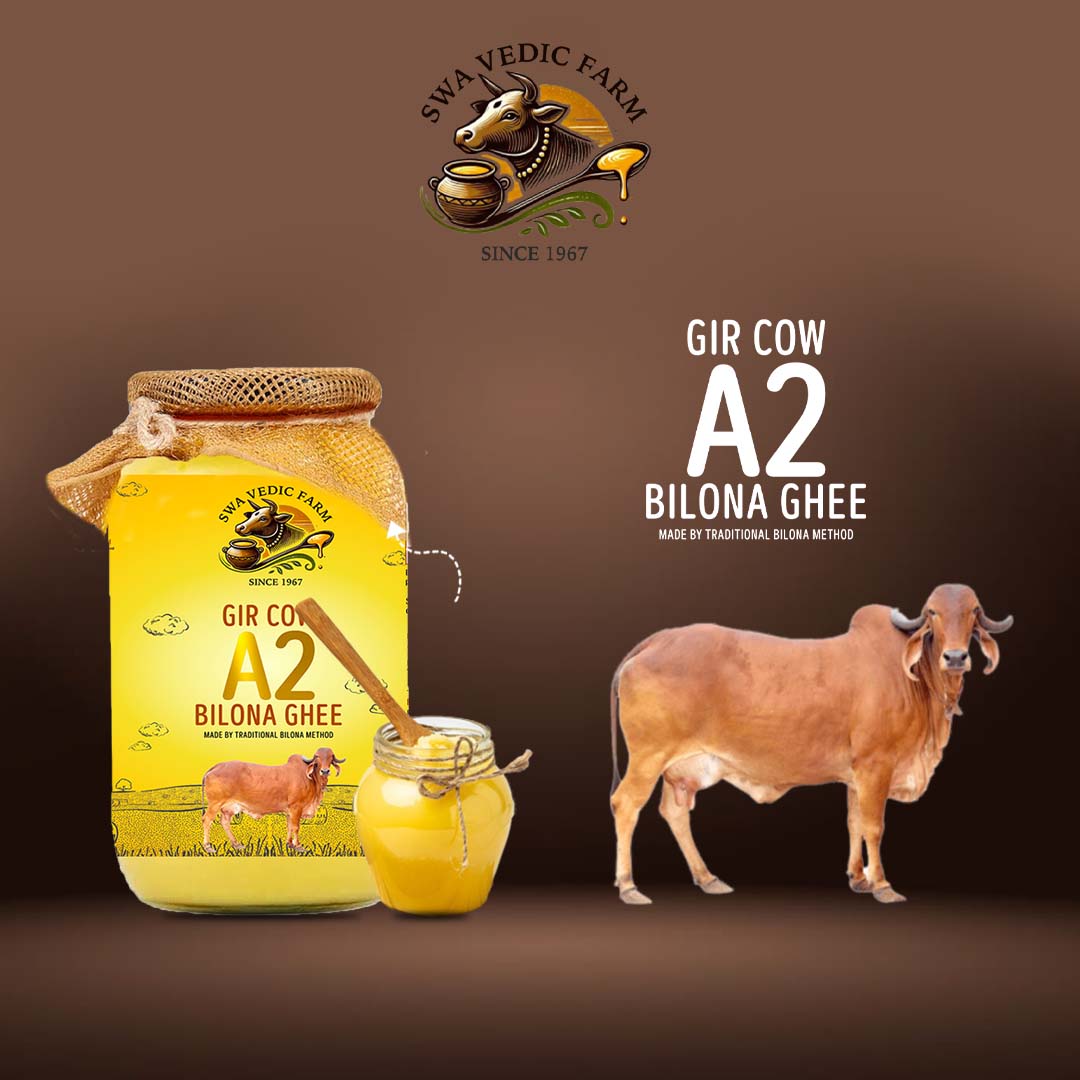 SWA VEDIC FARM
SINCE 1967
GIR COW
A2
BILONA GHEE
MADE BY TRADITIONAL BILONA METHOD
SWA VEDIC FARM
SINCE 1967
GIR COW
A2
BILONA GHEE
MADE BY TRADITIONAL BILONA METHOD